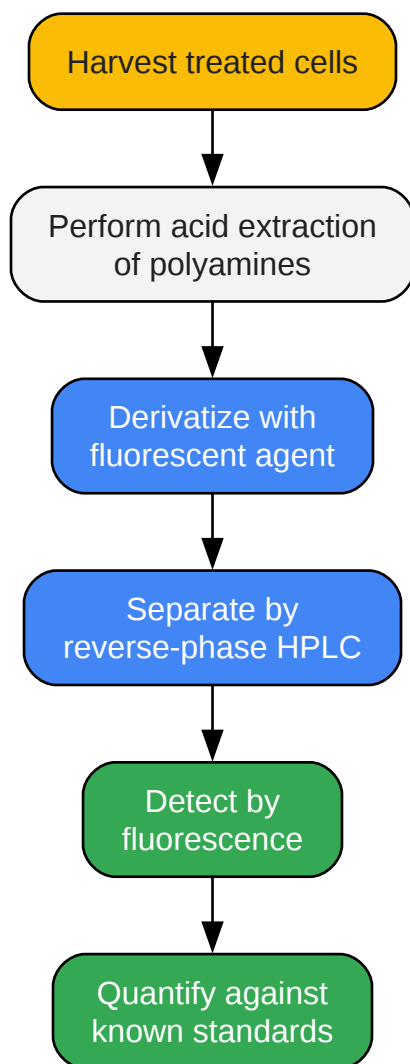 Harvest treated cells
Perform acid extraction
of polyamines
Derivatize with
fluorescent agent
Separate by
reverse-phase HPLC
Detect by
fluorescence
Quantify against
known standards